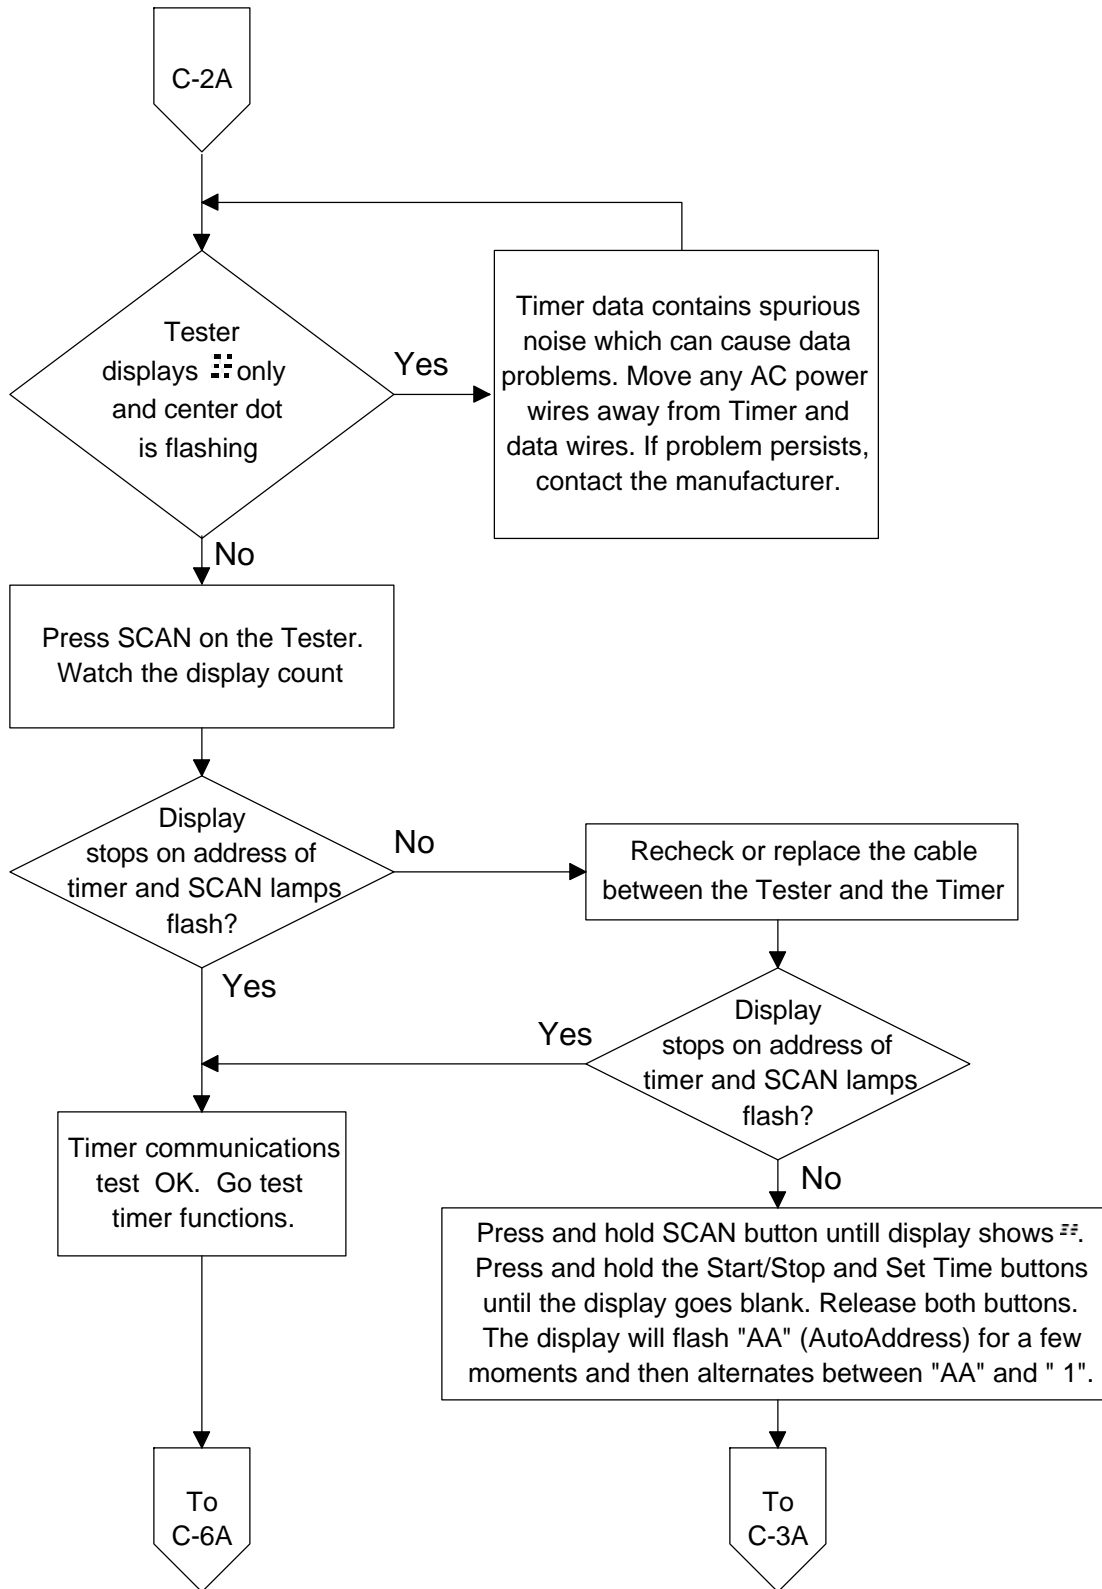 C-2A
Tester
displays only
and center dot
is flashing
Yes
Timer data contains spurious
noise which can cause data
problems. Move any AC power
wires away from Timer and
data wires. If problem persists,
contact the manufacturer.
No
Press SCAN on the Tester.
Watch the display count
Display
stops on address of
timer and SCAN lamps
flash?
No
Recheck or replace the cable
between the Tester and the Timer
Yes
Display
stops on address of
timer and SCAN lamps
flash?
Yes
Timer communications
test OK. Go test
timer functions.
No
Press and hold SCAN button untill display shows .
Press and hold the Start/Stop and Set Time buttons
until the display goes blank. Release both buttons.
The display will flash "AA" (AutoAddress) for a few
moments and then alternates between "AA" and " 1".
To
C-6A
To
C-3A